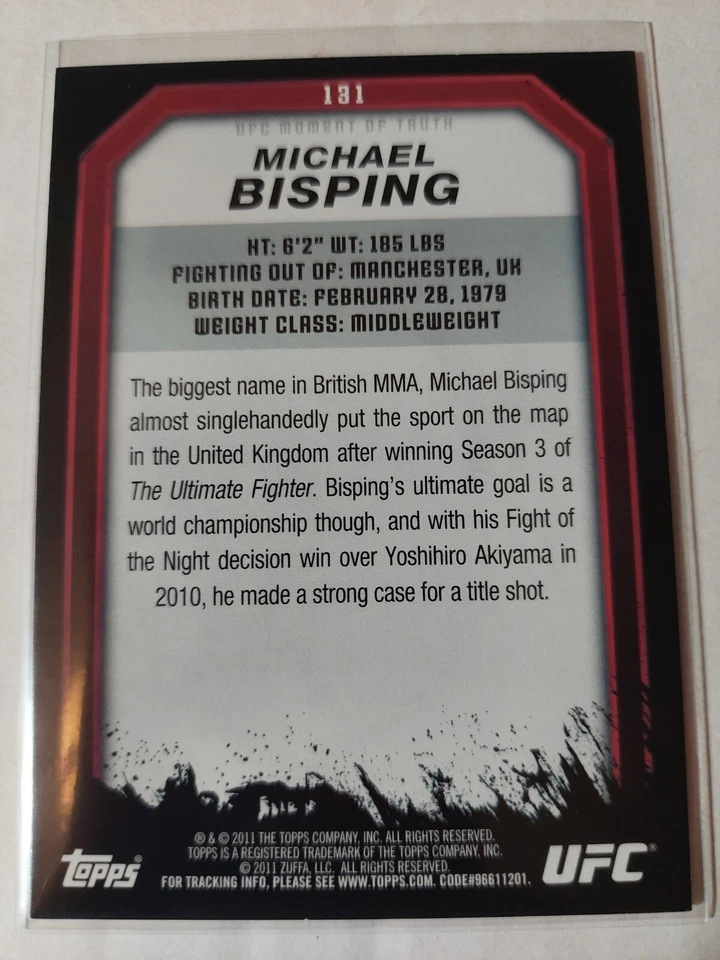 131
UFC MOMENT OF TRUTH
MICHAEL
BISPING
HT: 6'2" WT: 185 LBS
FIGHTING OUT OF: MANCHESTER, UK
BIRTH DATE: FEBRUARY 28, 1979
WEIGHT CLASS: MIDDLEWEIGHT
The biggest name in British MMA, Michael Bisping
almost singlehandedly put the sport on the map
in the United Kingdom after winning Season 3 of
The Ultimate Fighter. Bisping's ultimate goal is a
world championship though, and with his Fight of
the Night decision win over Yoshihiro Akiyama in
2010, he made a strong case for a title shot.
® & © 2011 THE TOPPS COMPANY, INC. ALL RIGHTS RESERVED.
TOPPS IS A REGISTERED TRADEMARK OF THE TOPPS COMPANY, INC.
© 2011 ZUFFA, LLC. ALL RIGHTS RESERVED.
FOR TRACKING INFO, PLEASE SEE WWW.TOPPS.COM. CODE#96611201.
topps®
UFC®